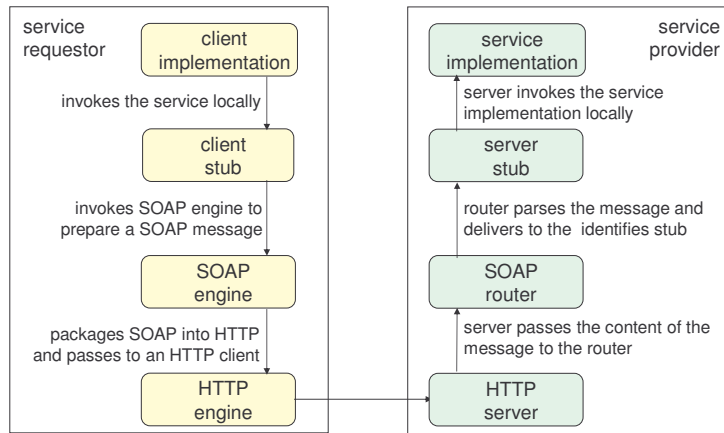 service
requestor
client
implementation
invokes the service locally
client
stub
invokes SOAP engine to
prepare a SOAP message
SOAP
engine
packages SOAP into HTTP
and passes to an HTTP client
HTTP
engine
service
provider
service
implementation
server invokes the service
implementation locally
server
stub
router parses the message and
delivers to the identifies stub
SOAP
router
server passes the content of the
message to the router
HTTP
server